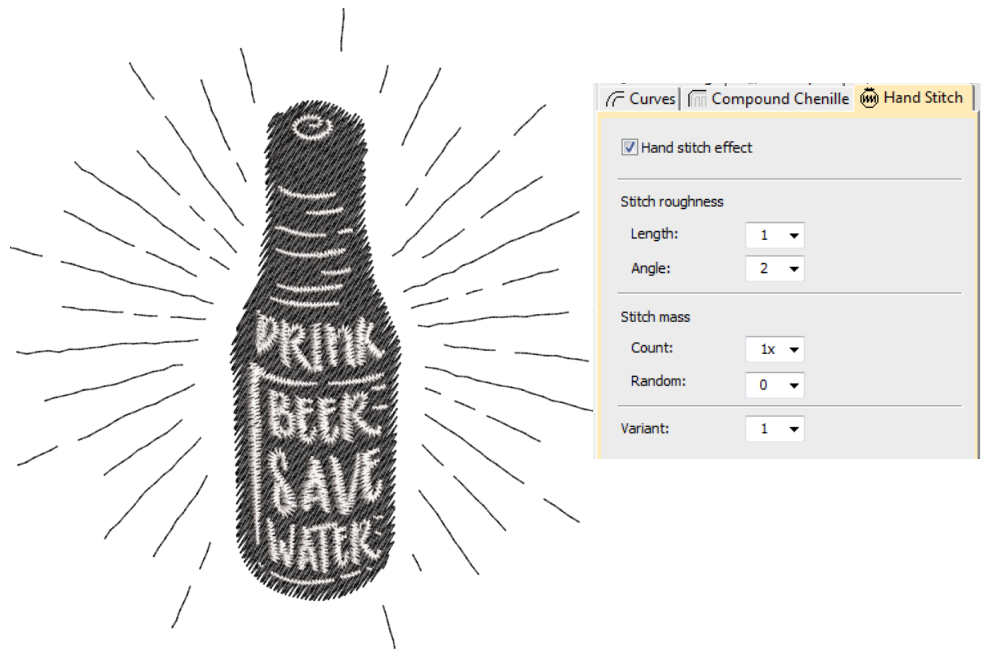 DRINK
BEER
SAVE
WATER
Curves
Compound Chenille
Hand Stitch
Hand stitch effect
Stitch roughness
Length: 1
Angle: 2
Stitch mass
Count: 1x
Random: 0
Variant: 1